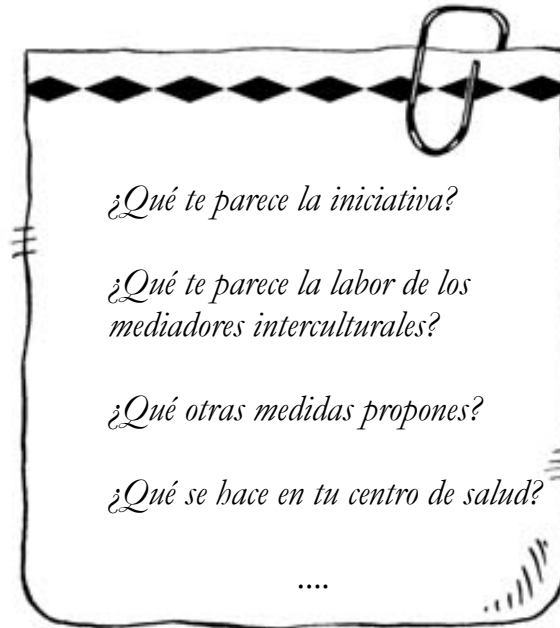 ¿Qué te parece la iniciativa?
¿Qué te parece la labor de los
mediadores interculturales?
¿Qué otras medidas propones?
¿Qué se hace en tu centro de salud?
....